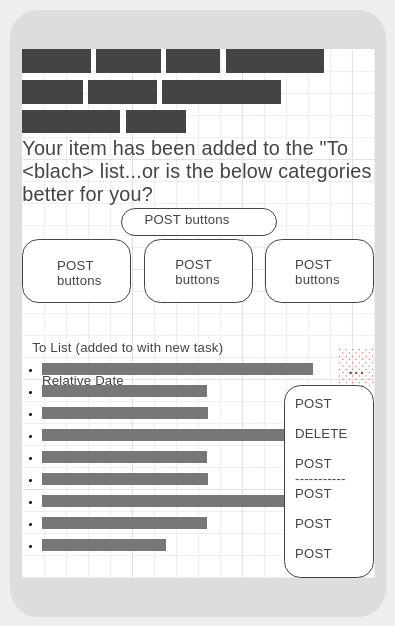 Your item has been added to the "To
<blach> list...or is the below categories
better for you?
POST buttons
POST
buttons
POST
buttons
POST
buttons
To List (added to with new task)
...
Relative Date
POST
DELETE
POST
-----------
POST
POST
POST